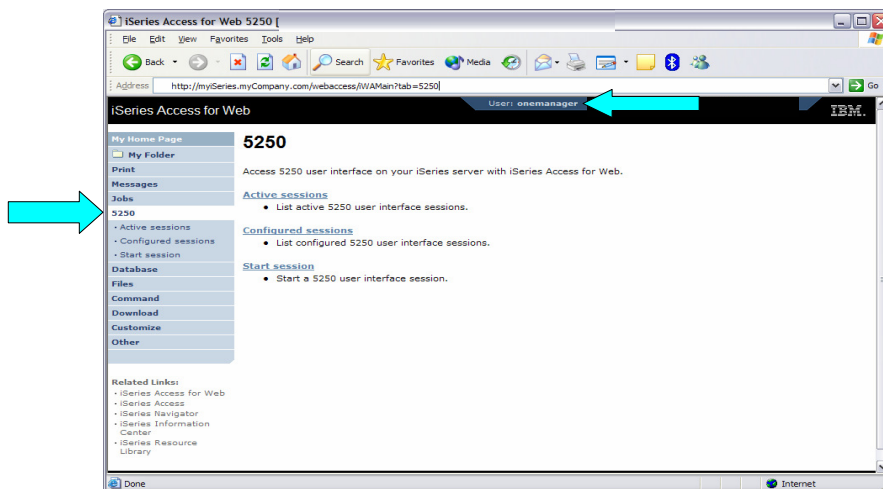 iSeries Access for Web 5250 [
File Edit View Favorites Tools Help
Back Search Favorites Media
Address http://myiSeries.myCompany.com/webaccess/iWAMain?tab=5250 Go
iSeries Access for Web
User: onemanager
IBM.
My Home Page
My Folder
Print
Messages
Jobs
5250
• Active sessions
• Configured sessions
• Start session
Database
Files
Command
Download
Customize
Other
Related Links:
• iSeries Access for Web
• iSeries Access
• iSeries Navigator
• iSeries Information
Center
• iSeries Resource
Library
5250
Access 5250 user interface on your iSeries server with iSeries Access for Web.
Active sessions
• List active 5250 user interface sessions.
Configured sessions
• List configured 5250 user interface sessions.
Start session
• Start a 5250 user interface session.
Done
Internet